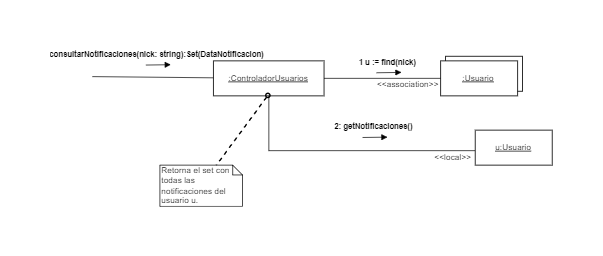 consultarNotificaciones(nick: string):Set(DataNotificacion)
1 u := find(nick)
:ControladorUsuarios
:Usuario
<<association>>
2: getNotificaciones()
u:Usuario
<<local>>
Retorna el set con
todas las
notificaciones del
usuario u.